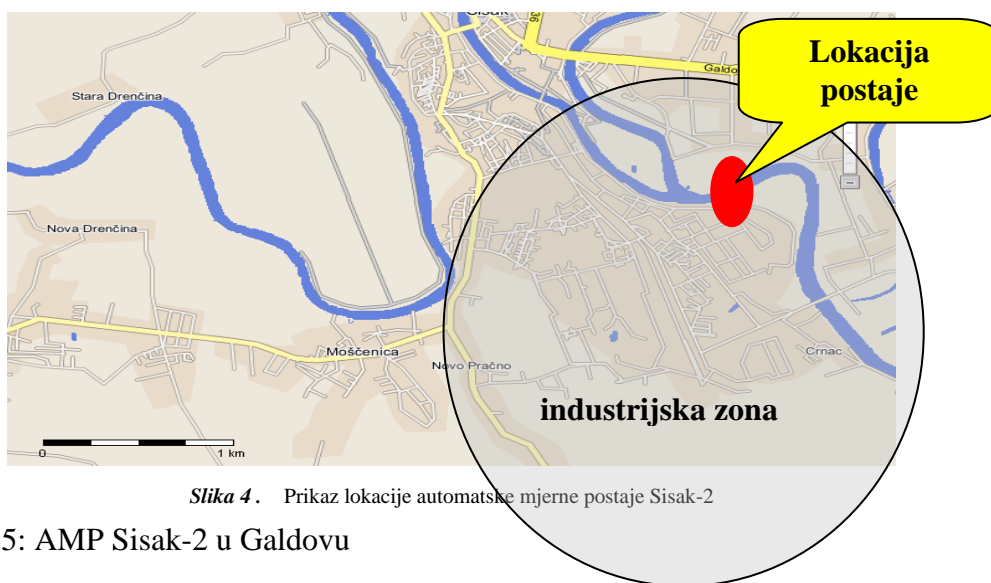 Sisak
36
Galdo
Lokacija
postaje
Stara Drenčina
Nova Drenčina
Moščenica
Novo Pračno
Crnac
industrijska zona
0
1 km
Slika 4 . Prikaz lokacije automatske mjerne postaje Sisak-2
5: AMP Sisak-2 u Galdovu